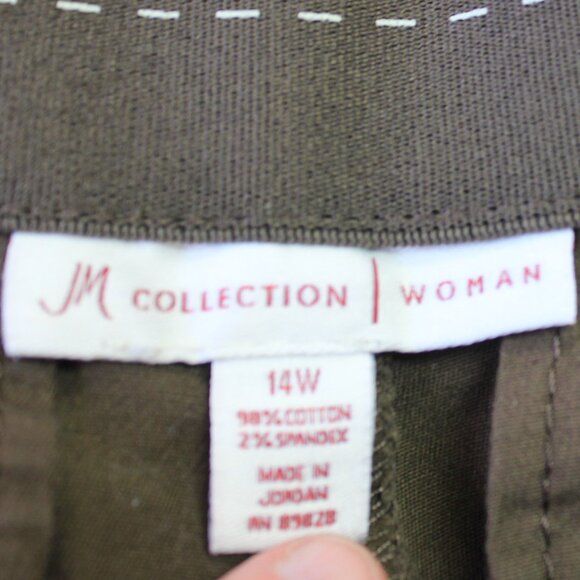 JM COLLECTION | WOMAN
14W
98% COTTON
2% SPANDEX
MADE IN
JORDAN
RN 89828